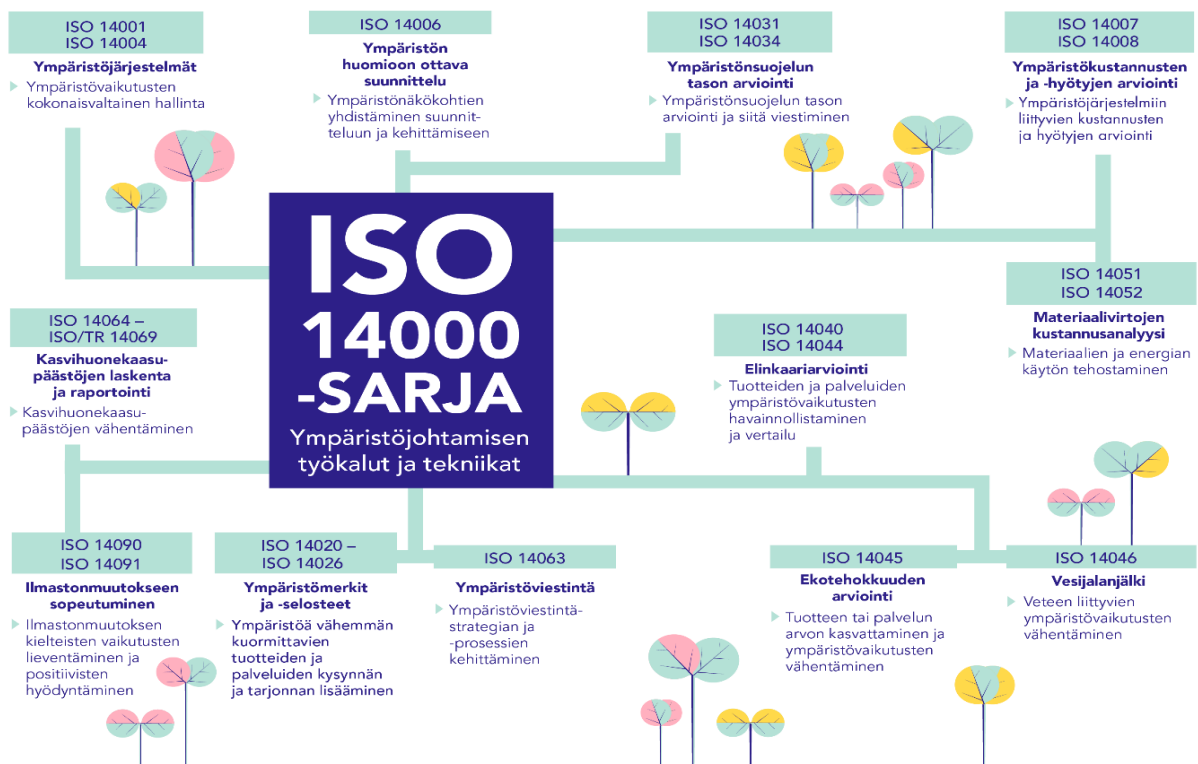 ISO 14001
ISO 14004
Ympäristöjärjestelmät
Ympäristövaikutusten
kokonaisvaltainen hallinta
ISO 14006
Ympäristön
huomioon ottava
suunnittelu
Ympäristönäkökohtien
yhdistäminen suunnit-
teluun ja kehittämiseen
ISO 14031
ISO 14034
Ympäristönsuojelun
tason arviointi
Ympäristönsuojelun tason
arviointi ja siitä viestiminen
ISO 14007
ISO 14008
Ympäristökustannusten
ja -hyötyjen arviointi
Ympäristöjärjestelmiin
liittyvien kustannusten
ja hyötyjen arviointi
ISO
14000
-SARJA
Ympäristöjohtamisen
työkalut ja tekniikat
ISO 14051
ISO 14052
Materiaalivirtojen
kustannusanalyysi
Materiaalien ja energian
käytön tehostaminen
ISO 14064 –
ISO/TR 14069
Kasvihuonekaasu-
päästöjen laskenta
ja raportointi
Kasvihuonekaasu-
päästöjen vähentäminen
ISO 14040
ISO 14044
Elinkaariarviointi
Tuotteiden ja palveluiden
ympäristövaikutusten
havainnollistaminen
ja vertailu
ISO 14090
ISO 14091
Ilmastonmuutokseen
sopeutuminen
Ilmastonmuutoksen
kielteisten vaikutusten
lieventäminen ja
positiivisten
hyödyntäminen
ISO 14020 –
ISO 14026
Ympäristömerkit
ja -selosteet
Ympäristöä vähemmän
kuormittavien
tuotteiden ja
palveluiden kysynnän
ja tarjonnan lisääminen
ISO 14063
Ympäristöviestintä
Ympäristöviestintä-
strategian ja
-prosessien
kehittäminen
ISO 14045
Ekotehokkuuden
arviointi
Tuotteen tai palvelun
arvon kasvattaminen ja
ympäristövaikutusten
vähentäminen
ISO 14046
Vesijalanjälki
Veteen liittyvien
ympäristövaikutusten
vähentäminen